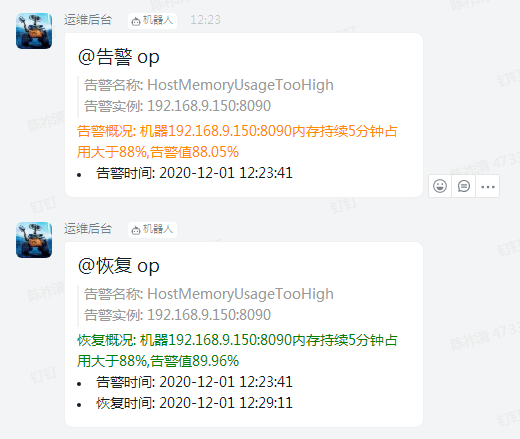 运维后台 机器人 12:23
@告警 op
告警名称: HostMemoryUsageTooHigh
告警实例: 192.168.9.150:8090
告警概况: 机器192.168.9.150:8090内存持续5分钟占
用大于88%,告警值88.05%
• 告警时间: 2020-12-01 12:23:41
运维后台 机器人
@恢复 op
告警名称: HostMemoryUsageTooHigh
告警实例: 192.168.9.150:8090
恢复概况: 机器192.168.9.150:8090内存持续5分钟占
用大于88%,告警值89.96%
• 告警时间: 2020-12-01 12:23:41
• 恢复时间: 2020-12-01 12:29:11
钉钉